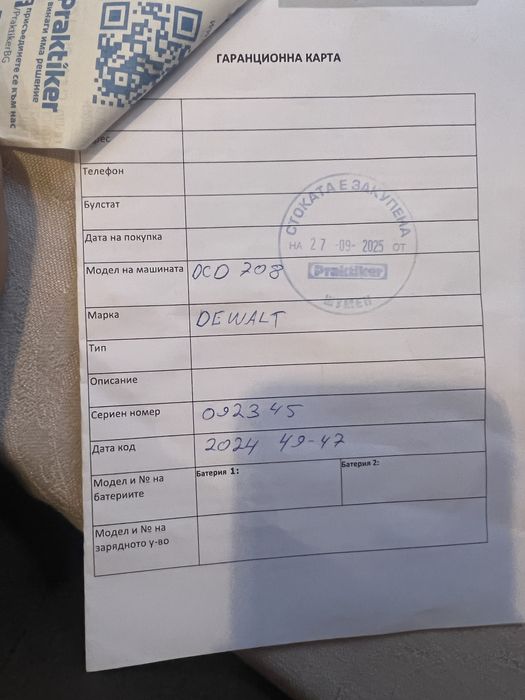 Praktiker
винаги има решение
присъединете се към нас
/PraktikerBG
ГАРАНЦИОННА КАРТА
Телефон
Булстат
Дата на покупка
СТОКАТА Е ЗАКУПЕНА
НА 27 -09- 2025 ОТ
Praktiker
ШУМЕН
Модел на машината DCD 208
Марка DEWALT
Тип
Описание
Сериен номер 092345
Дата код 2024 49-47
Модел и № на батериите
Батерия 1:
Батерия 2:
Модел и № на
зарядното у-во